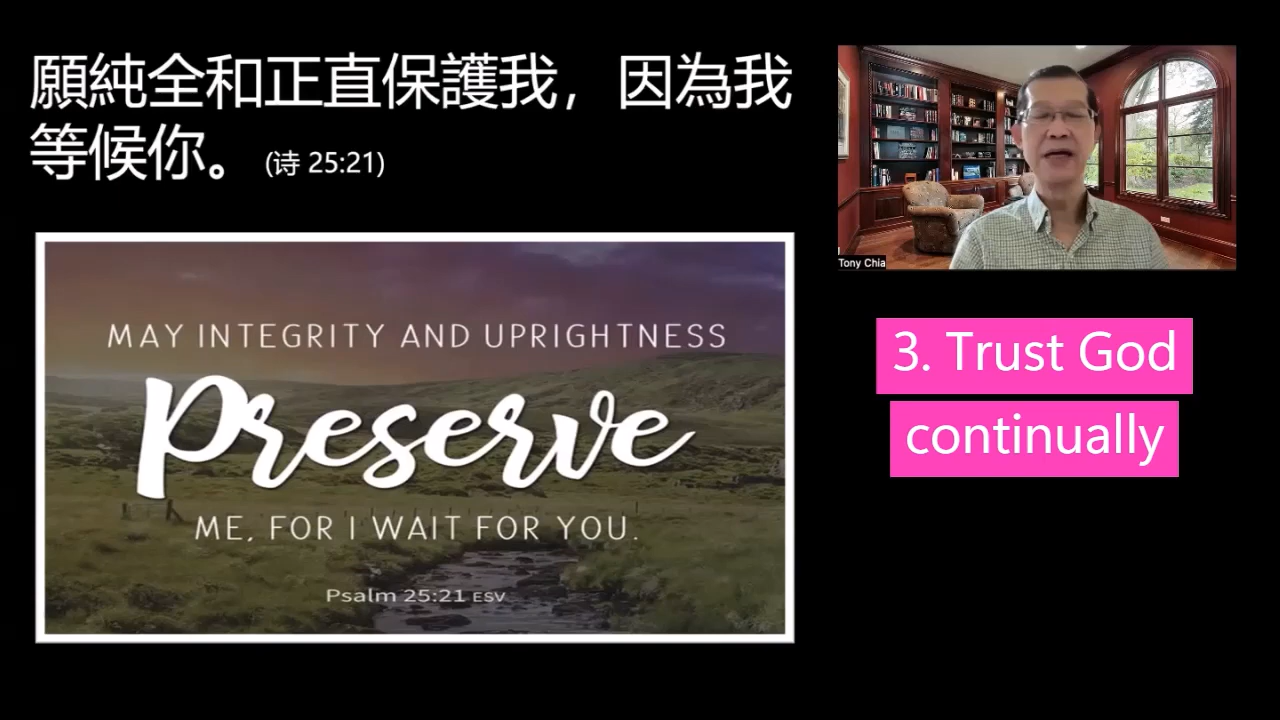 願純全和正直保護我，因為我
等候你。(诗 25:21)
MAY INTEGRITY AND UPRIGHTNESS
Preserve
ME, FOR I WAIT FOR YOU.
Psalm 25:21 ESV
Tony Chia
3. Trust God
continually